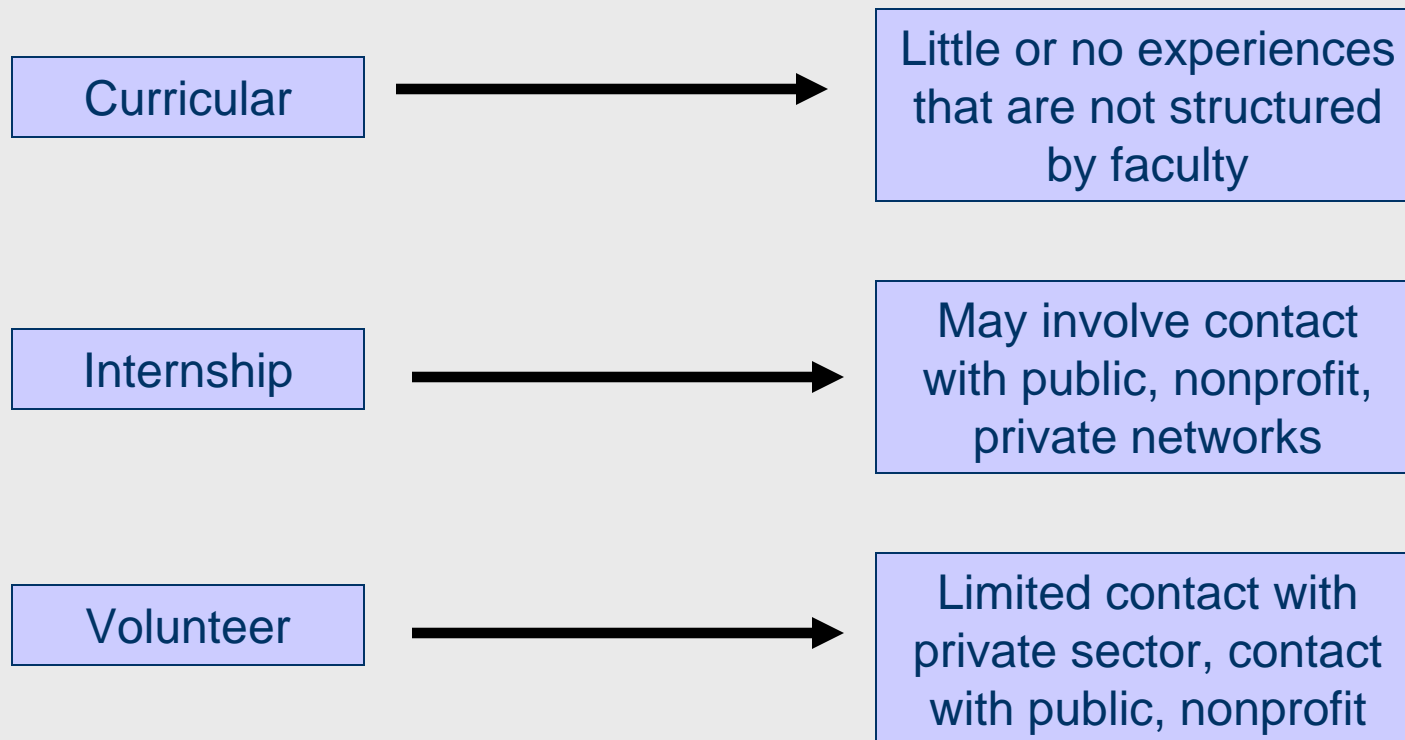 Curricular
Little or no experiences
that are not structured
by faculty
Internship
May involve contact
with public, nonprofit,
private networks
Volunteer
Limited contact with
private sector, contact
with public, nonprofit